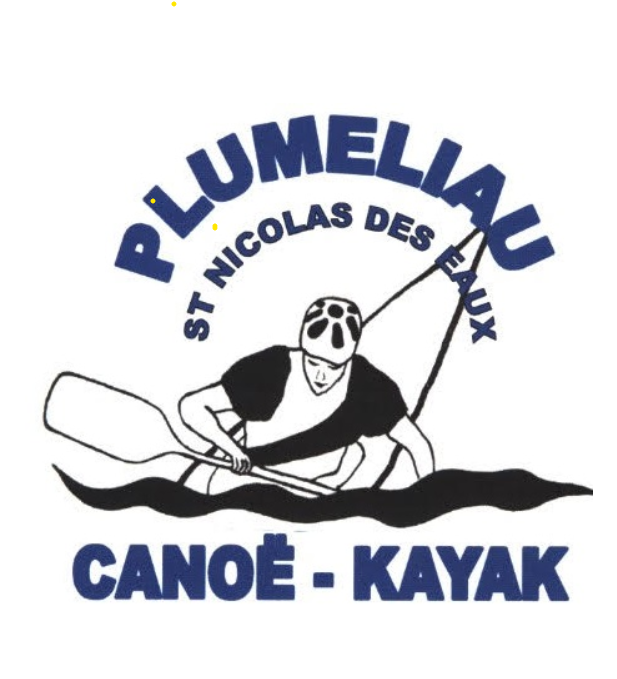 PLUMELIAU
ST NICOLAS DES EAUX
CANOË - KAYAK